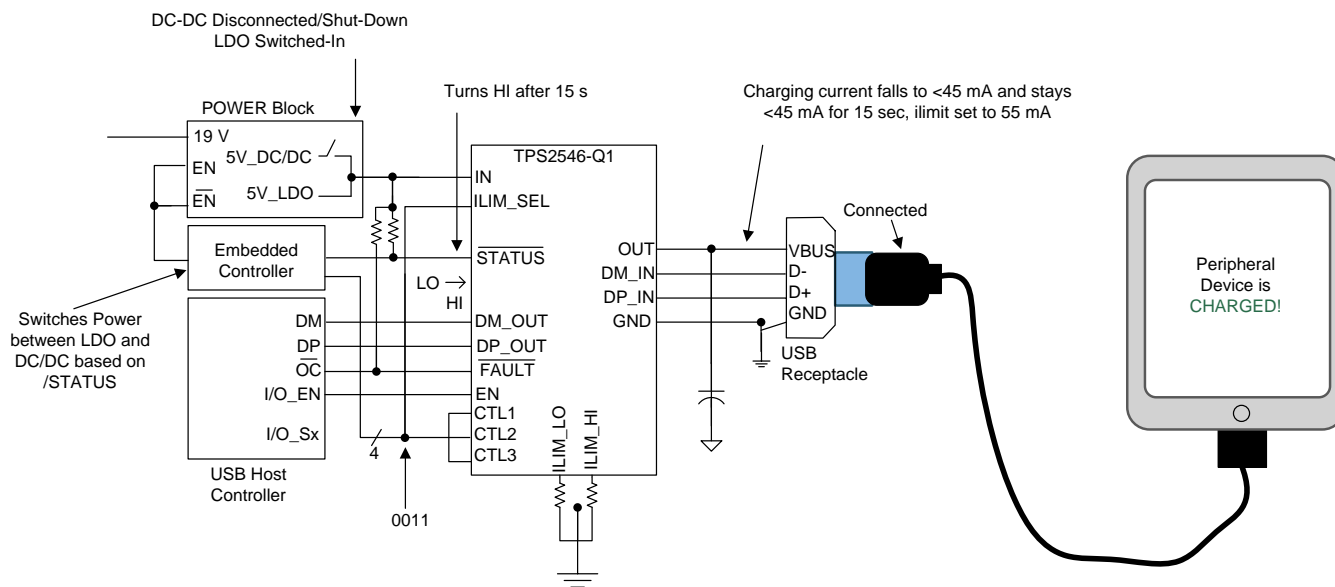 DC-DC Disconnected/Shut-Down
LDO Switched-In
Turns HI after 15 s
Charging current falls to <45 mA and stays
<45 mA for 15 sec, ilimit set to 55 mA
POWER Block
19 V
5V_DC/DC
EN
5V_LDO
EN
TPS2546-Q1
IN
ILIM_SEL
STATUS
LO
HI
DM_OUT
DP_OUT
FAULT
EN
CTL1
CTL2
CTL3
ILIM_LO
ILIM_HI
OUT
DM_IN
DP_IN
GND
Embedded
Controller
Switches Power
between LDO and
DC/DC based on
/STATUS
DM
DP
OC
I/O_EN
I/O_Sx
USB Host
Controller
4
0011
VBUS
D-
D+
GND
USB
Receptacle
Connected
Peripheral
Device is
CHARGED!